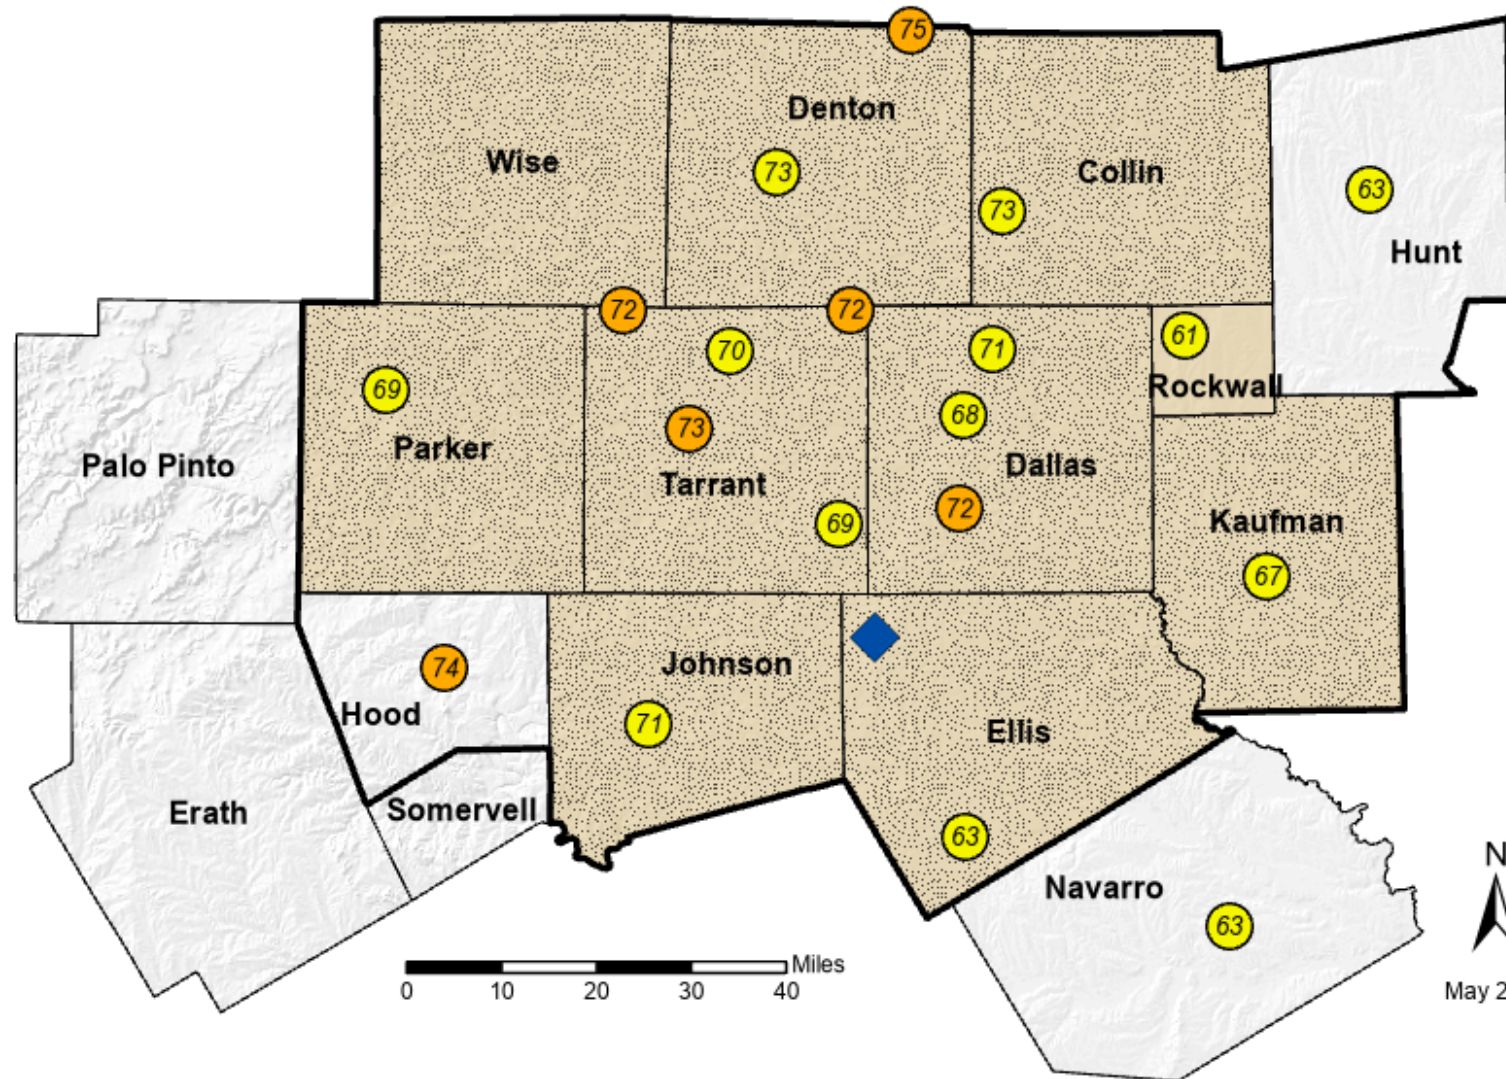 75
Denton
Wise
73
Collin
63
73
Hunt
72
72
70
71
61
69
Rockwall
68
73
Parker
Palo Pinto
Tarrant
Dallas
72
69
Kaufman
67
74
Johnson
Hood
71
Ellis
Erath
Somervell
63
N
Navarro
63
Miles
0 10 20 30 40
May 2